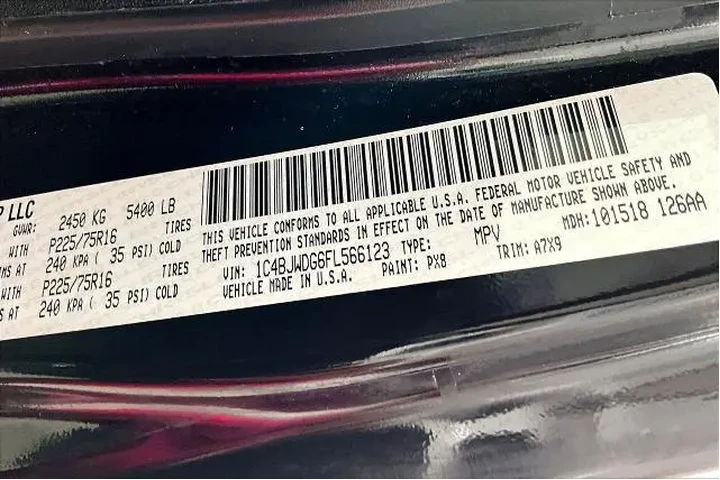 P LLC
GVWR: 2450 KG 5400 LB
WITH P225/75R16 TIRES
MS AT 240 KPA ( 35 PSI) COLD
WITH P225/75R16 TIRES
S AT 240 KPA ( 35 PSI) COLD
THIS VEHICLE CONFORMS TO ALL APPLICABLE U.S.A. FEDERAL MOTOR VEHICLE SAFETY AND
THEFT PREVENTION STANDARDS IN EFFECT ON THE DATE OF MANUFACTURE SHOWN ABOVE.
VIN: 1C4BJWDG6FL566123 TYPE: MPV MDH: 101518 126AA
VEHICLE MADE IN U.S.A. PAINT: PX8 TRIM: A7X9